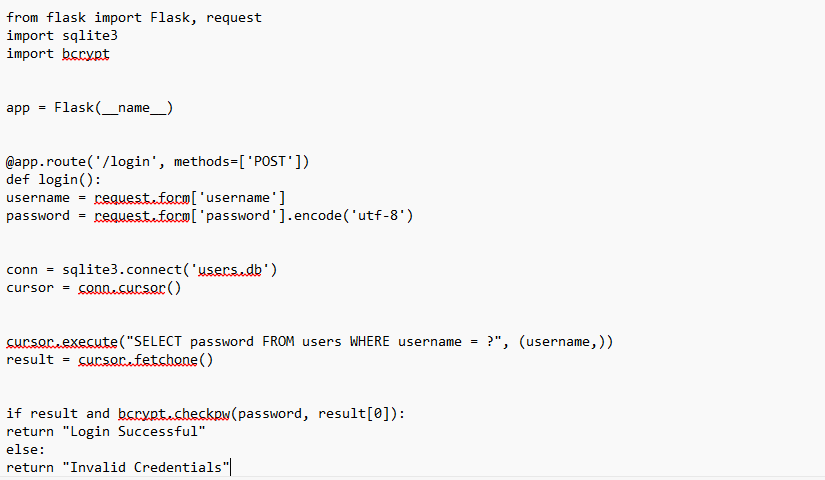 from flask import Flask, request
import sqlite3
import bcrypt
app = Flask(__name__)
@app.route('/login', methods=['POST'])
def login():
username = request.form['username']
password = request.form['password'].encode('utf-8')
conn = sqlite3.connect('users.db')
cursor = conn.cursor()
cursor.execute("SELECT password FROM users WHERE username = ?", (username,))
result = cursor.fetchone()
if result and bcrypt.checkpw(password, result[0]):
return "Login Successful"
else:
return "Invalid Credentials"